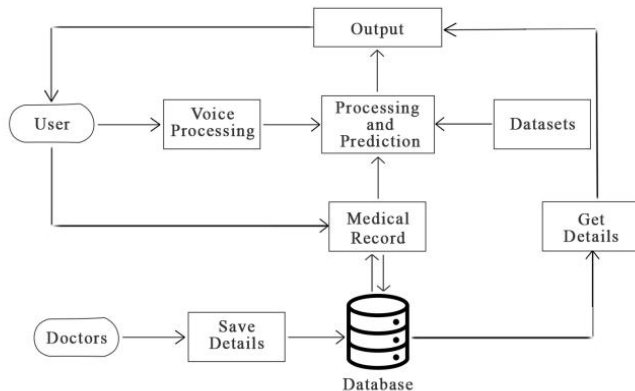 Output
User
Voice
Processing
Processing
and
Prediction
Datasets
Medical
Record
Get
Details
Doctors
Save
Details
Database